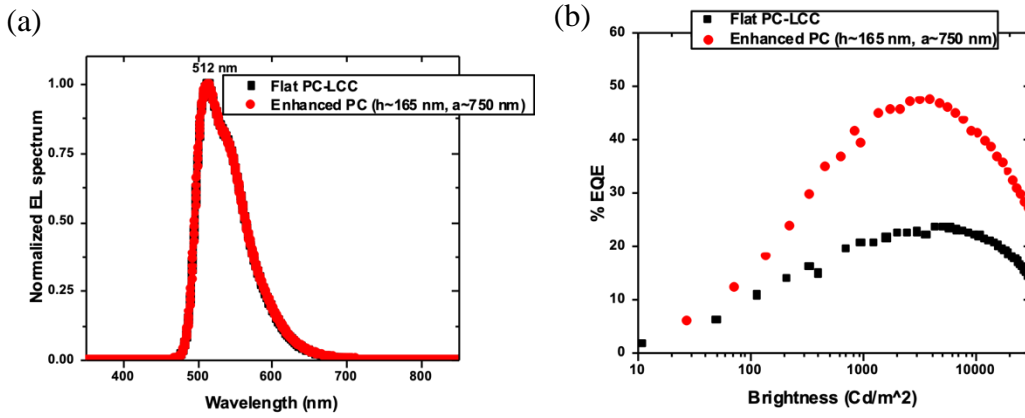 (a)
512 nm
Flat PC-LCC
Enhanced PC (h~165 nm, a~750 nm)
1.00
0.75
0.50
0.25
0.00
Normalized EL spectrum
400
500
600
700
800
Wavelength (nm)
(b)
Flat PC-LCC
Enhanced PC (h~165 nm, a~750 nm)
60
50
40
30
20
10
0
% EQE
10
100
1000
10000
Brightness (Cd/m^2)